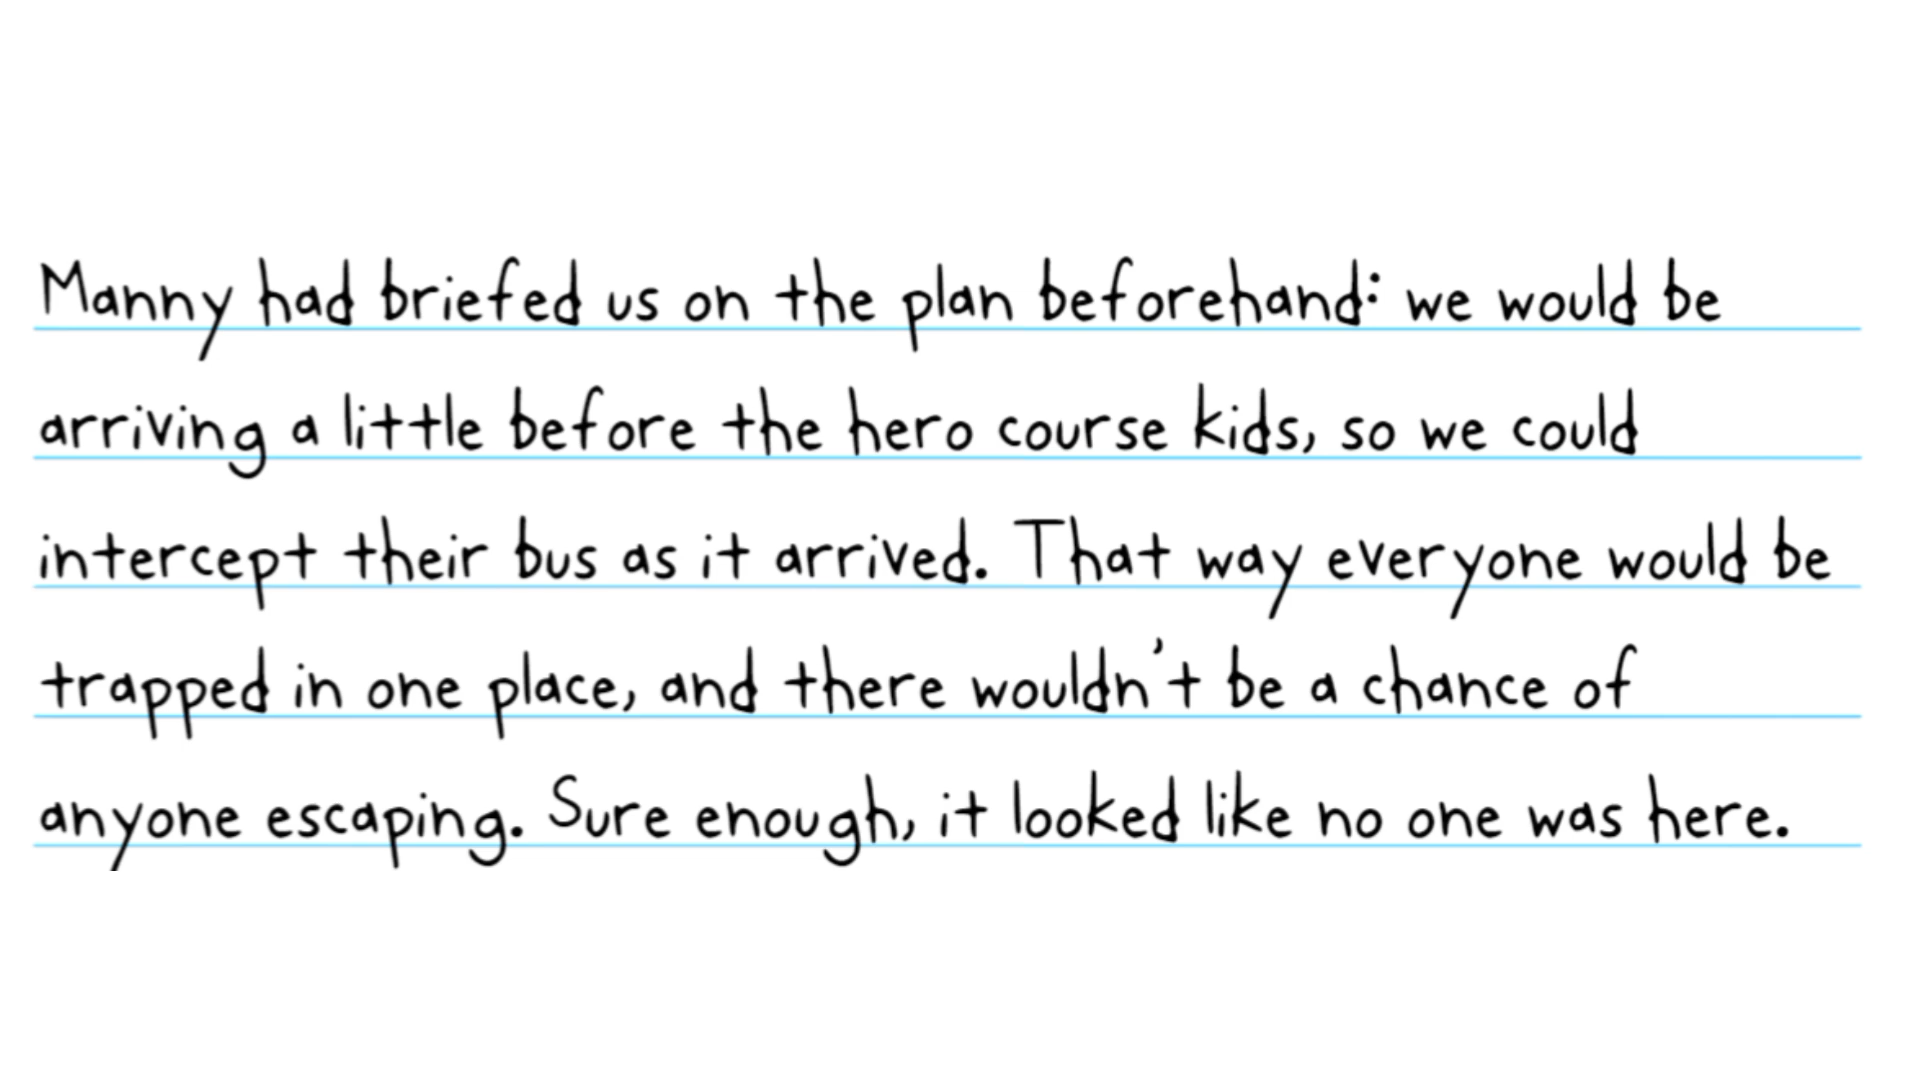 Manny had briefed us on the plan beforehand: we would be
arriving a little before the hero course kids, so we could
intercept their bus as it arrived. That way everyone would be
trapped in one place, and there wouldn't be a chance of
anyone escaping. Sure enough, it looked like no one was here.